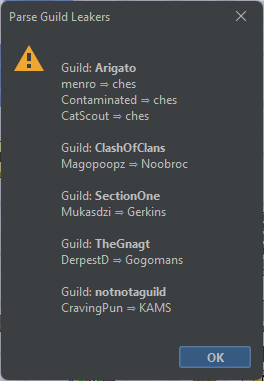 Parse Guild Leakers
Guild: Arigato
menro ⇒ ches
Contaminated ⇒ ches
CatScout ⇒ ches
Guild: ClashOfClans
Magopoopz ⇒ Noobroc
Guild: SectionOne
Mukasdzi ⇒ Gerkins
Guild: TheGnagt
DerpestD ⇒ Gogomans
Guild: notnotaguild
CravingPun ⇒ KAMS
OK